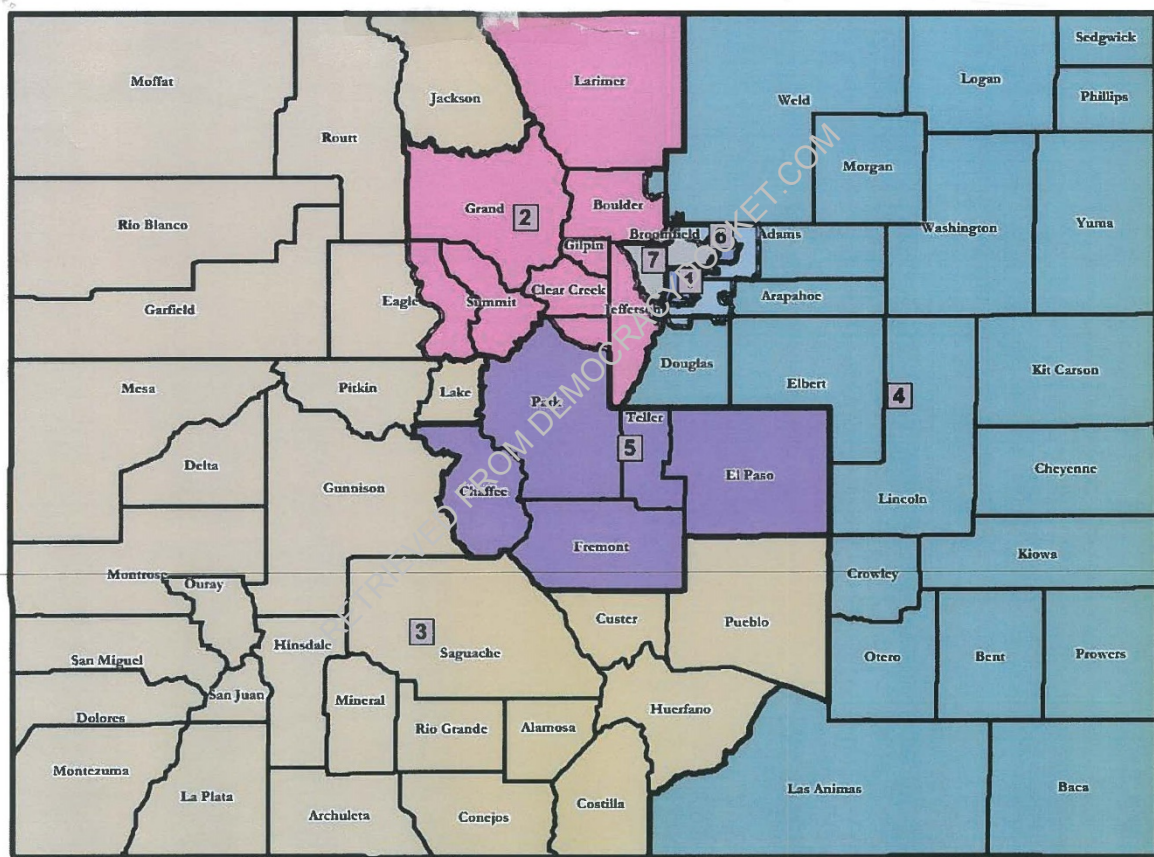 Sedgwick
Moffat
Larimer
Logan
Jackson
Weld
Phillips
Routt
Morgan
Rio Blanco
Grand
2
Boulder
Washington
Yuma
Broomfield
6
Adams
Gilpin
7
1
Garfield
Eagle
Summit
Clear Creek
Jefferson
Arapahoe
Douglas
Mesa
Pitkin
Lake
Elbert
4
Kit Carson
Park
Teller
5
Delta
Gunnison
Chaffee
El Paso
Cheyenne
Lincoln
Fremont
Kiowa
Montrose
Ouray
Crowley
Custer
Pueblo
Hinsdale
3
Saguache
San Miguel
Otero
Bent
Prowers
San Juan
Mineral
Dolores
Rio Grande
Alamosa
Huerfano
Montezuma
La Plata
Archuleta
Conejos
Costilla
Las Animas
Baca
RETRIEVED FROM DEMOCRACYDOCKET.COM